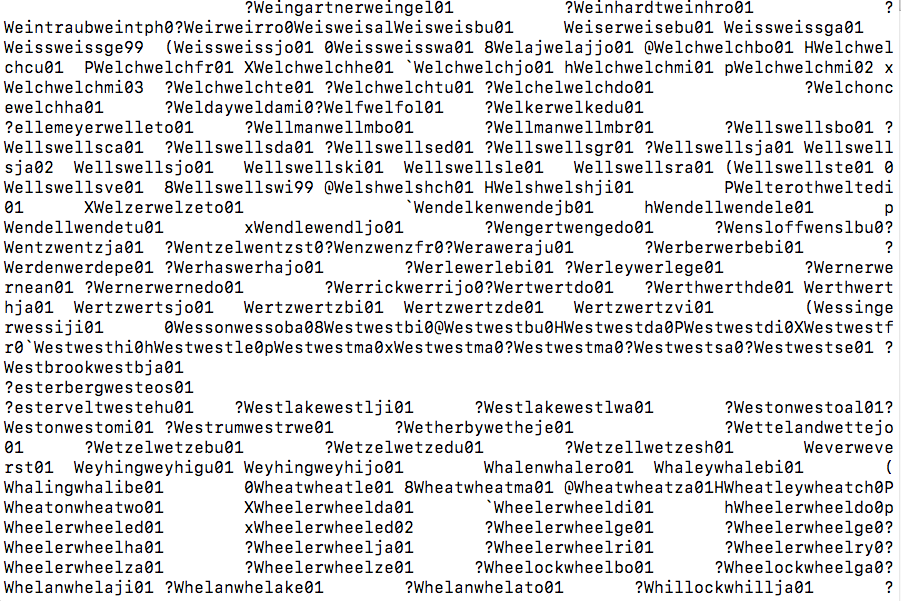 ?Weingartnerweingel01 ?Weinhardtweinhro01 ?
Weintraubweintph0?Weirweirro0WeisweisalWeisweisbu01 Weiserweisebu01 Weissweissga01
Weissweissge99 (Weissweissjo01 0Weissweisswa01 8Welajwelajjo01 @Welchwelchbo01 HWelchwel
chcu01 PWelchwelchfr01 XWelchwelchhe01 `Welchwelchjo01 hWelchwelchmi01 pWelchwelchmi02 x
Welchwelchmi03 ?Welchwelchte01 ?Welchwelchtu01 ?Welchelwelchdo01 ?Welchonc
ewelchha01 ?Weldayweldami0?Welfwelfol01 ?Welkerwelkedu01
?ellemeyerwelleto01 ?Wellmanwellmbo01 ?Wellmanwellmbr01 ?Wellswellsbo01 ?
Wellswellsca01 ?Wellswellsda01 ?Wellswellsed01 ?Wellswellsgr01 ?Wellswellsja01 Wellswell
sja02 Wellswellsjo01 Wellswellski01 Wellswellsle01 Wellswellsra01 (Wellswellste01 0
Wellswellsve01 8Wellswellswi99 @Welshwelshch01 HWelshwelshji01 PWelterothweltedi
01 XWelzerwelzeto01 `Wendelkenwendejb01 hWendellwendele01 p
Wendellwendetu01 xWendlewendljo01 ?Wengertwengedo01 ?Wensloffwenslbu0?
Wentzwentzja01 ?Wentzelwentzst0?Wenzwenzfr0?Weraweraju01 ?Werberwerbebi01 ?
Werdenwerdepe01 ?Werhaswerhajo01 ?Werlewerlebi01 ?Werleywerlege01 ?Wernerwe
rnean01 ?Wernerwernedo01 ?Werrickwerrijo0?Wertwertdo01 ?Werthwerthde01 Werthwert
hja01 Wertzwertsjo01 Wertzwertzbi01 Wertzwertzde01 Wertzwertzvi01 (Wessinge
rwessiji01 0Wessonwessoba08Westwestbi0@Westwestbu0HWestwestda0PWestwestdi0XWestwestf
r0`Westwesthi0hWestwestle0pWestwestma0xWestwestma0?Westwestma0?Westwestsa0?Westwestse01 ?
Westbrookwestbja01
?esterbergwesteos01
?esterveltwestehu01 ?Westlakewestlji01 ?Westlakewestlwa01 ?Westonwestoal01?
Westonwestomi01 ?Westrumwestrwe01 ?Wetherbywetheje01 ?Wettelandwettejo
01 ?Wetzelwetzebu01 ?Wetzelwetzedu01 ?Wetzellwetzesh01 Weverweve
rst01 Weyhingweyhigu01 Weyhingweyhijo01 Whalenwhalero01 Whaleywhalebi01 (
Whalingwhalibe01 0Wheatwheatle01 8Wheatwheatma01 @Wheatwheatza01HWheatleywheatch0P
Wheatonwheatwo01 XWheelerwheelda01 `Wheelerwheeldi01 hWheelerwheeldo0p
Wheelerwheeled01 xWheelerwheeled02 ?Wheelerwheelge01 ?Wheelerwheelge0?
Wheelerwheelha01 ?Wheelerwheelja01 ?Wheelerwheelri01 ?Wheelerwheelry0?
Wheelerwheelza01 ?Wheelerwheelze01 ?Wheelockwheelbo01 ?Wheelockwheelga0?
Whelanwhelaji01 ?Whelanwhelake01 ?Whelanwhelato01 ?Whillockwhillja01 ?